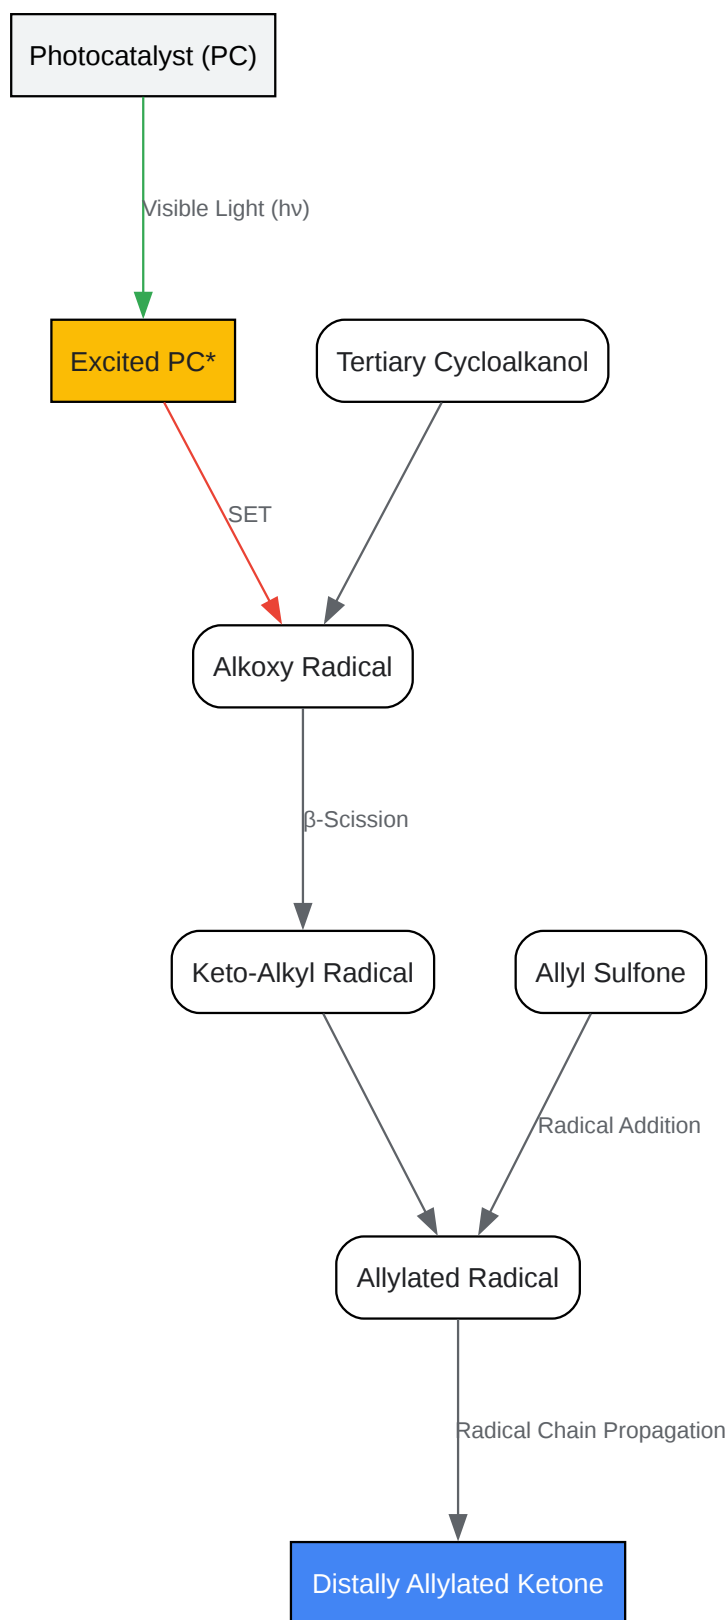 Photocatalyst (PC)
Visible Light (hν)
Excited PC*
Tertiary Cycloalkanol
SET
Alkoxy Radical
β-Scission
Keto-Alkyl Radical
Allyl Sulfone
Radical Addition
Allylated Radical
Radical Chain Propagation
Distally Allylated Ketone